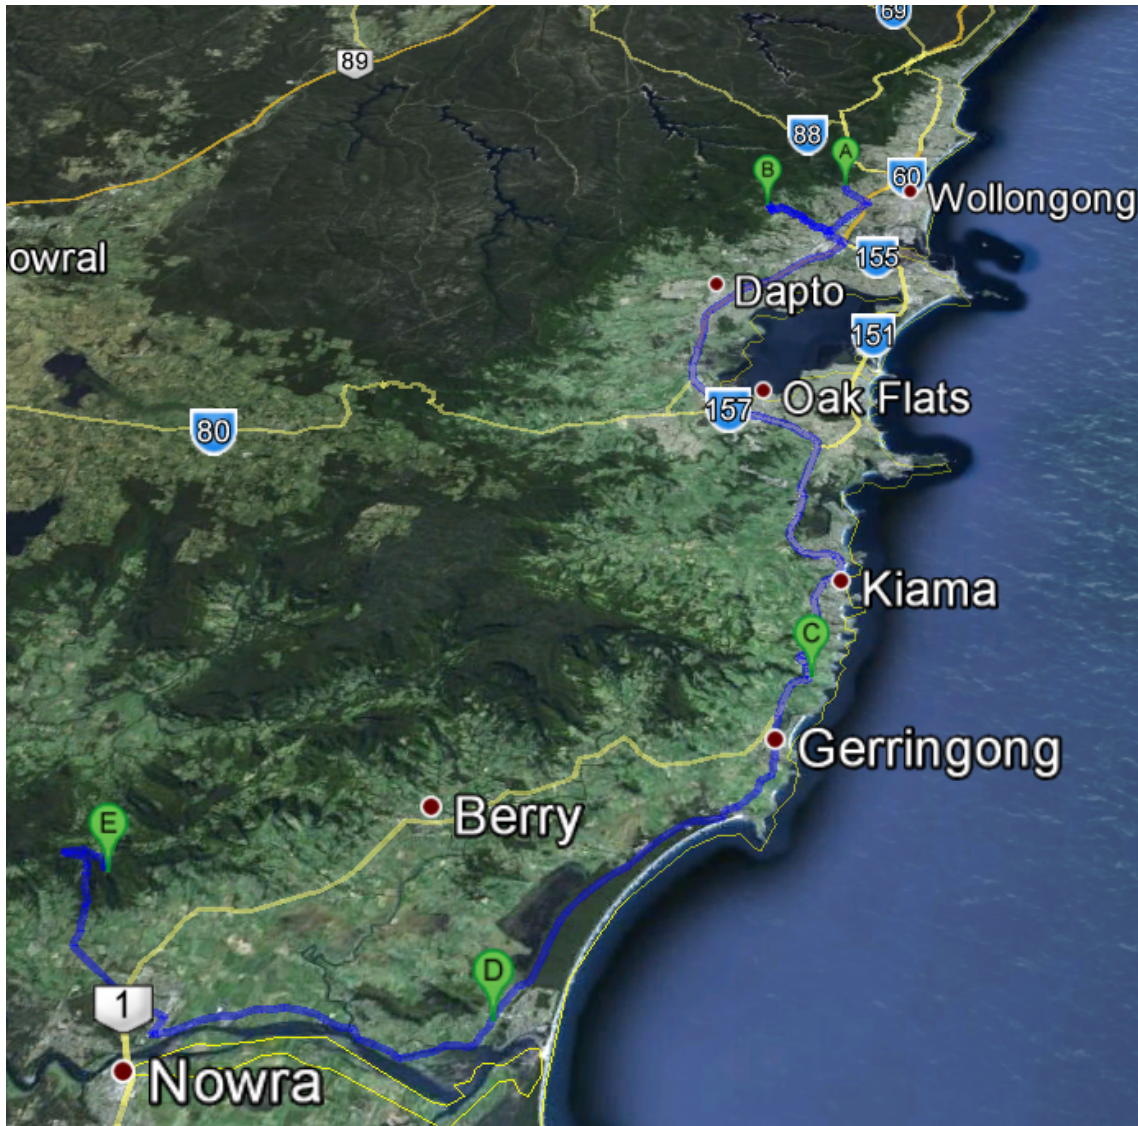 69
89
88
A
B
60
Wollongong
owral
155
Dapto
151
157
Oak Flats
80
Kiama
C
Gerringong
Berry
E
D
1
Nowra